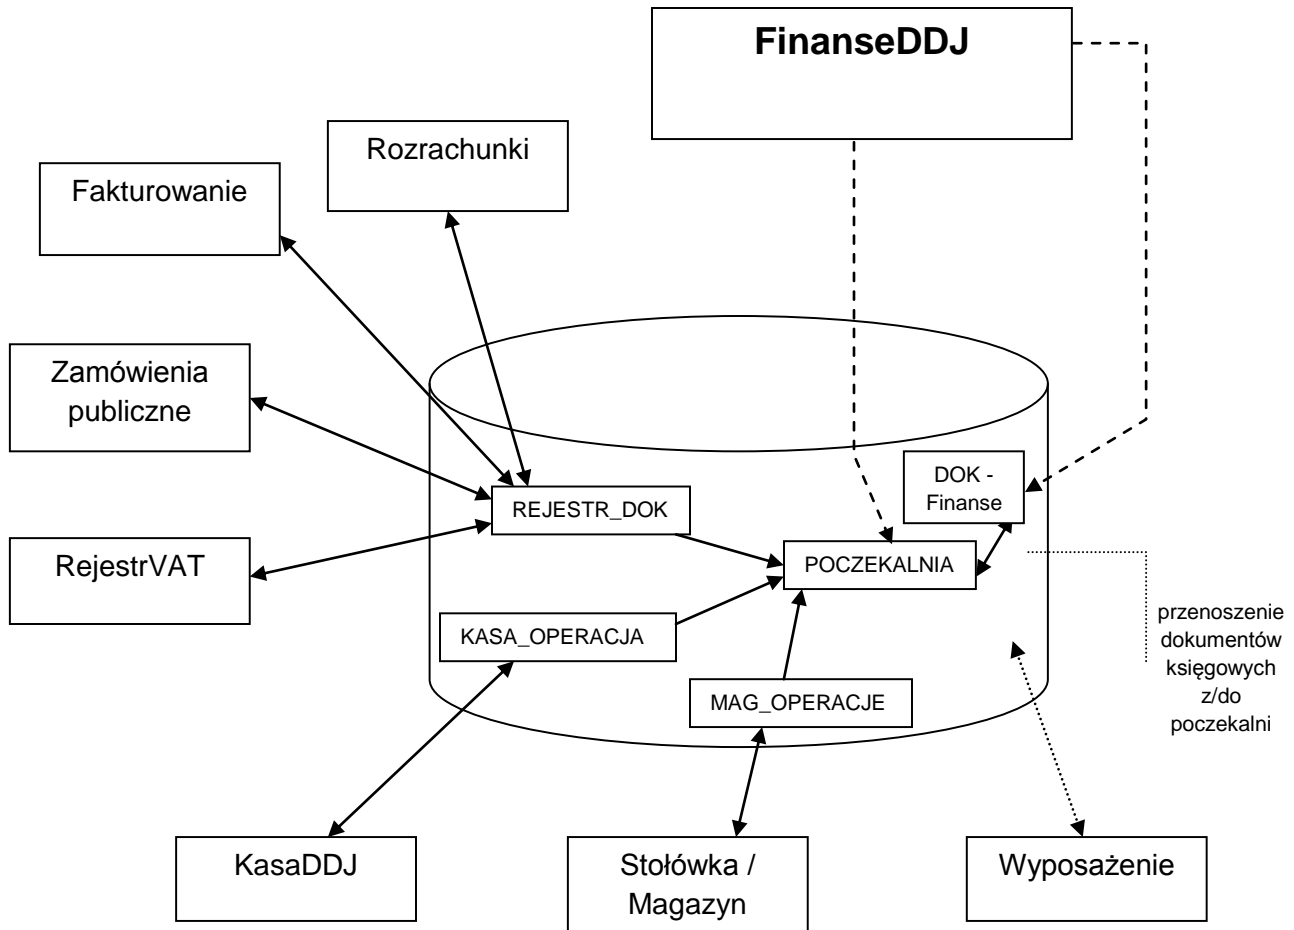 FinanseDDJ
Rozrachunki
Fakturowanie
Zamówienia
publiczne
DOK -
Finanse
REJESTR_DOK
RejestrVAT
POCZEKALNIA
przenoszenie
dokumentów
księgowych
z/do
poczekalni
KASA_OPERACJA
MAG_OPERACJE
KasaDDJ
Stołówka /
Magazyn
Wyposażenie